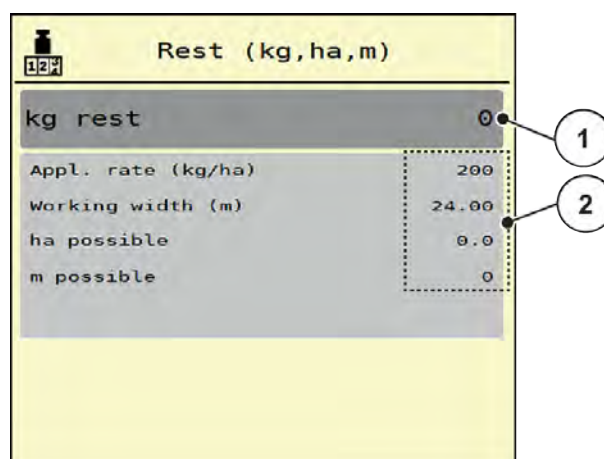 123
Rest (kg,ha,m)
kg rest 0
1
Appl. rate (kg/ha) 200
Working width (m) 24.00
2
ha possible 0.0
m possible 0